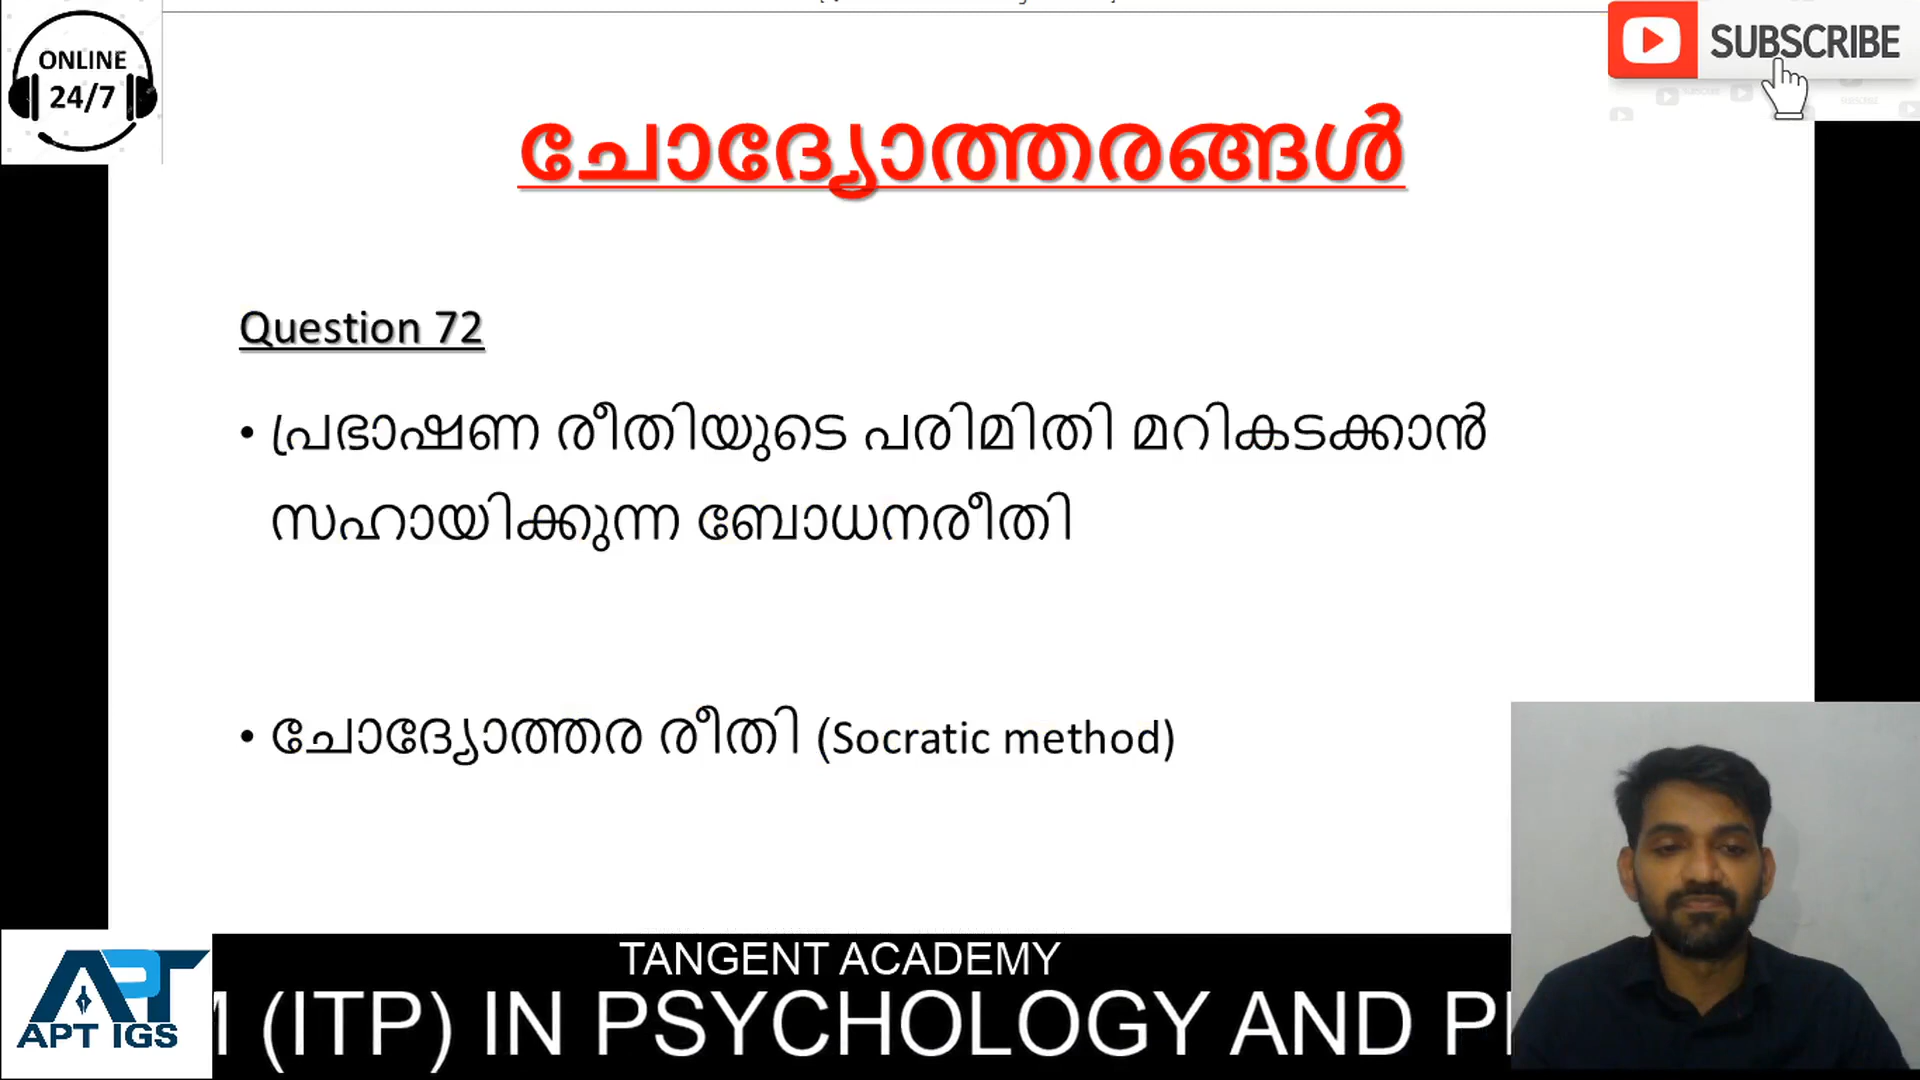 ONLINE
24/7
SUBSCRIBE
ചോദ്യോത്തരങ്ങൾ
Question 72
• പ്രഭാഷണ രീതിയുടെ പരിമിതി മറികടക്കാൻ
സഹായിക്കുന്ന ബോധനരീതി
• ചോദ്യോത്തര രീതി (Socratic method)
TANGENT ACADEMY
(ITP) IN PSYCHOLOGY AND
APT IGS